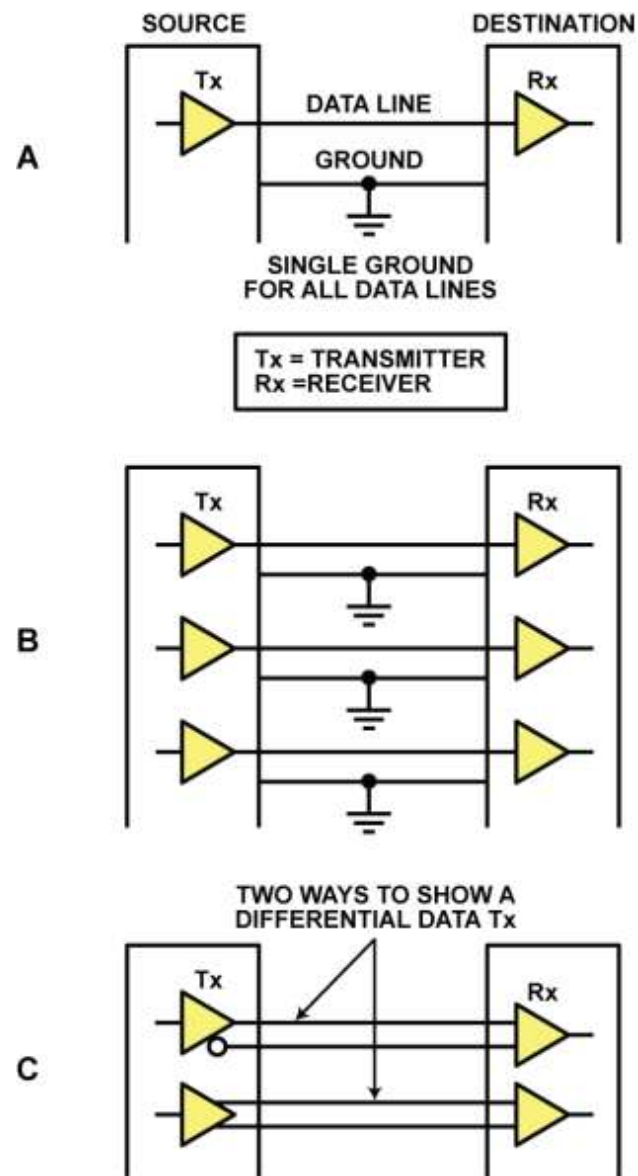 SOURCE
DESTINATION
Tx
Rx
DATA LINE
A
GROUND
SINGLE GROUND
FOR ALL DATA LINES
Tx = TRANSMITTER
Rx =RECEIVER
Tx
Rx
B
TWO WAYS TO SHOW A
DIFFERENTIAL DATA Tx
Tx
Rx
C